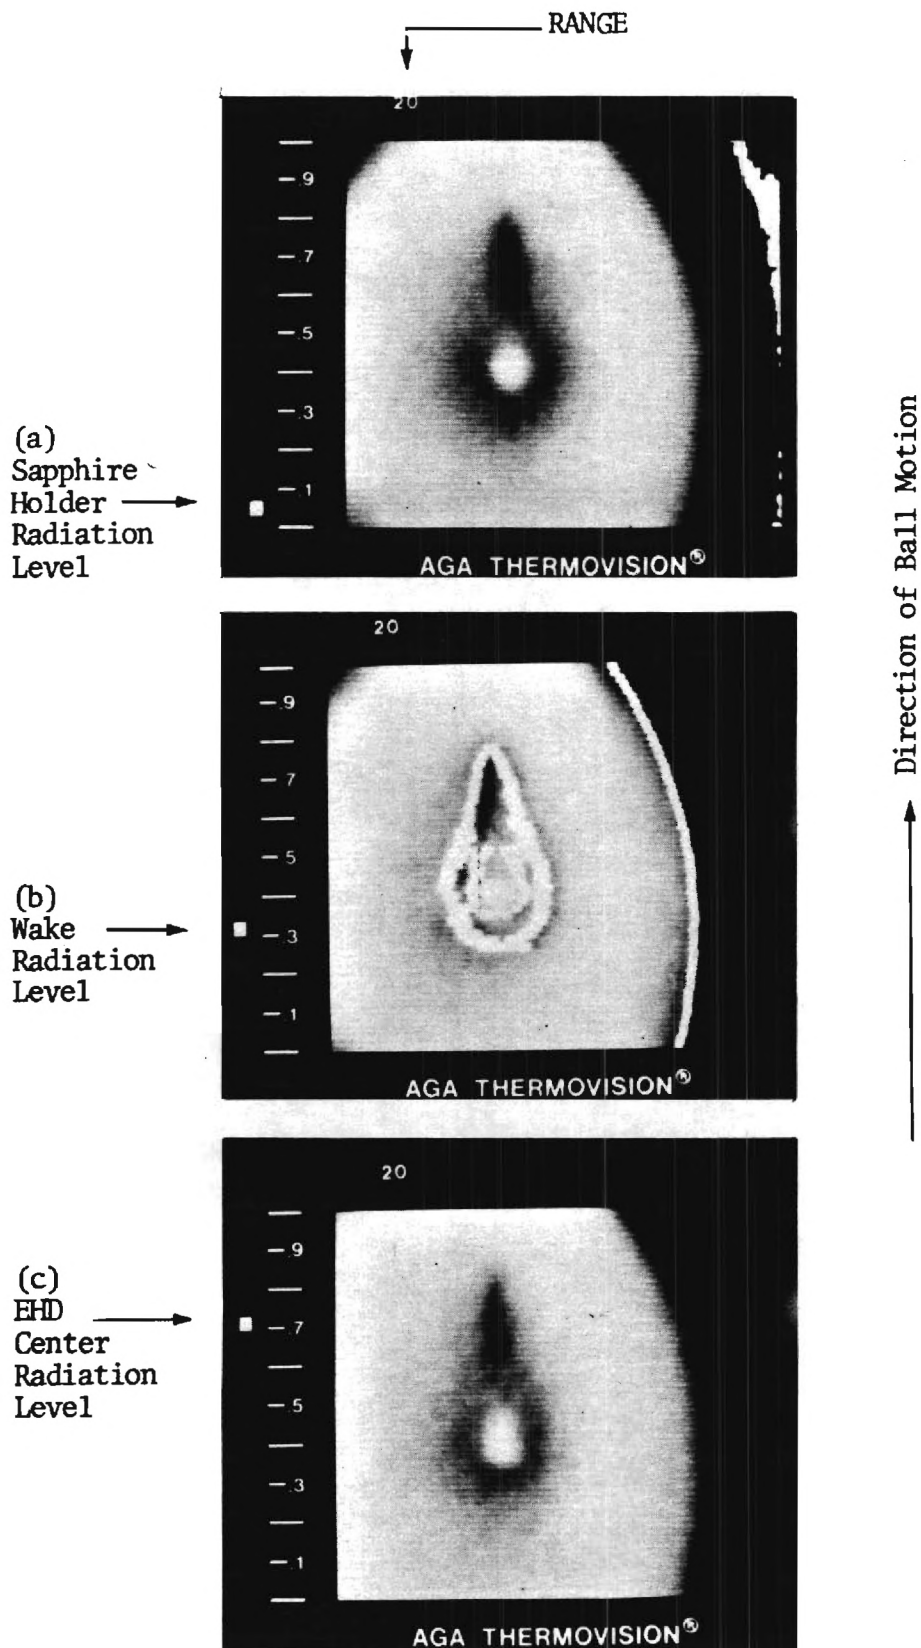 RANGE
20
.9
.7
.5
.3
.1
(a)
Sapphire
Holder
Radiation
Level
AGA THERMOVISION®
20
.9
.7
.5
.3
.1
(b)
Wake
Radiation
Level
AGA THERMOVISION®
20
.9
.7
.5
.3
.1
(c)
EHD
Center
Radiation
Level
AGA THERMOVISION®
Direction of Ball Motion